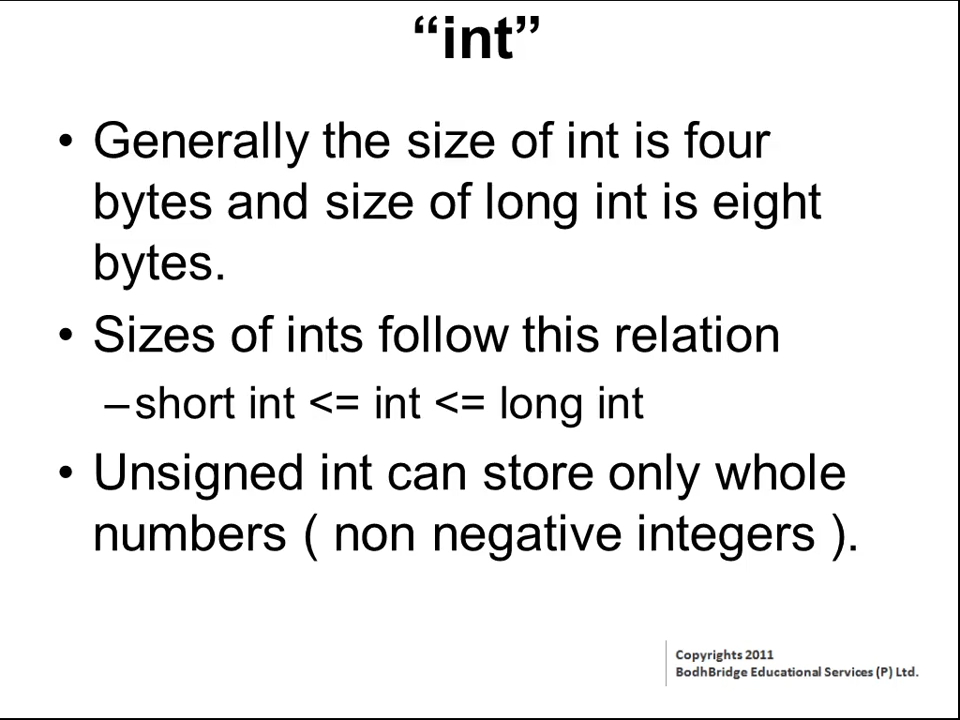 “int”
• Generally the size of int is four
bytes and size of long int is eight
bytes.
• Sizes of ints follow this relation
–short int <= int <= long int
• Unsigned int can store only whole
numbers ( non negative integers ).
Copyrights 2011
BodhBridge Educational Services (P) Ltd.